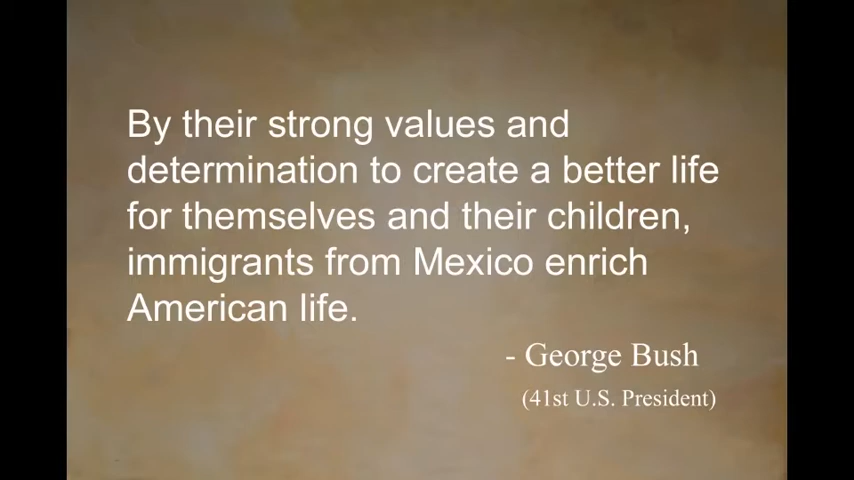 By their strong values and
determination to create a better life
for themselves and their children,
immigrants from Mexico enrich
American life.
- George Bush
(41st U.S. President)